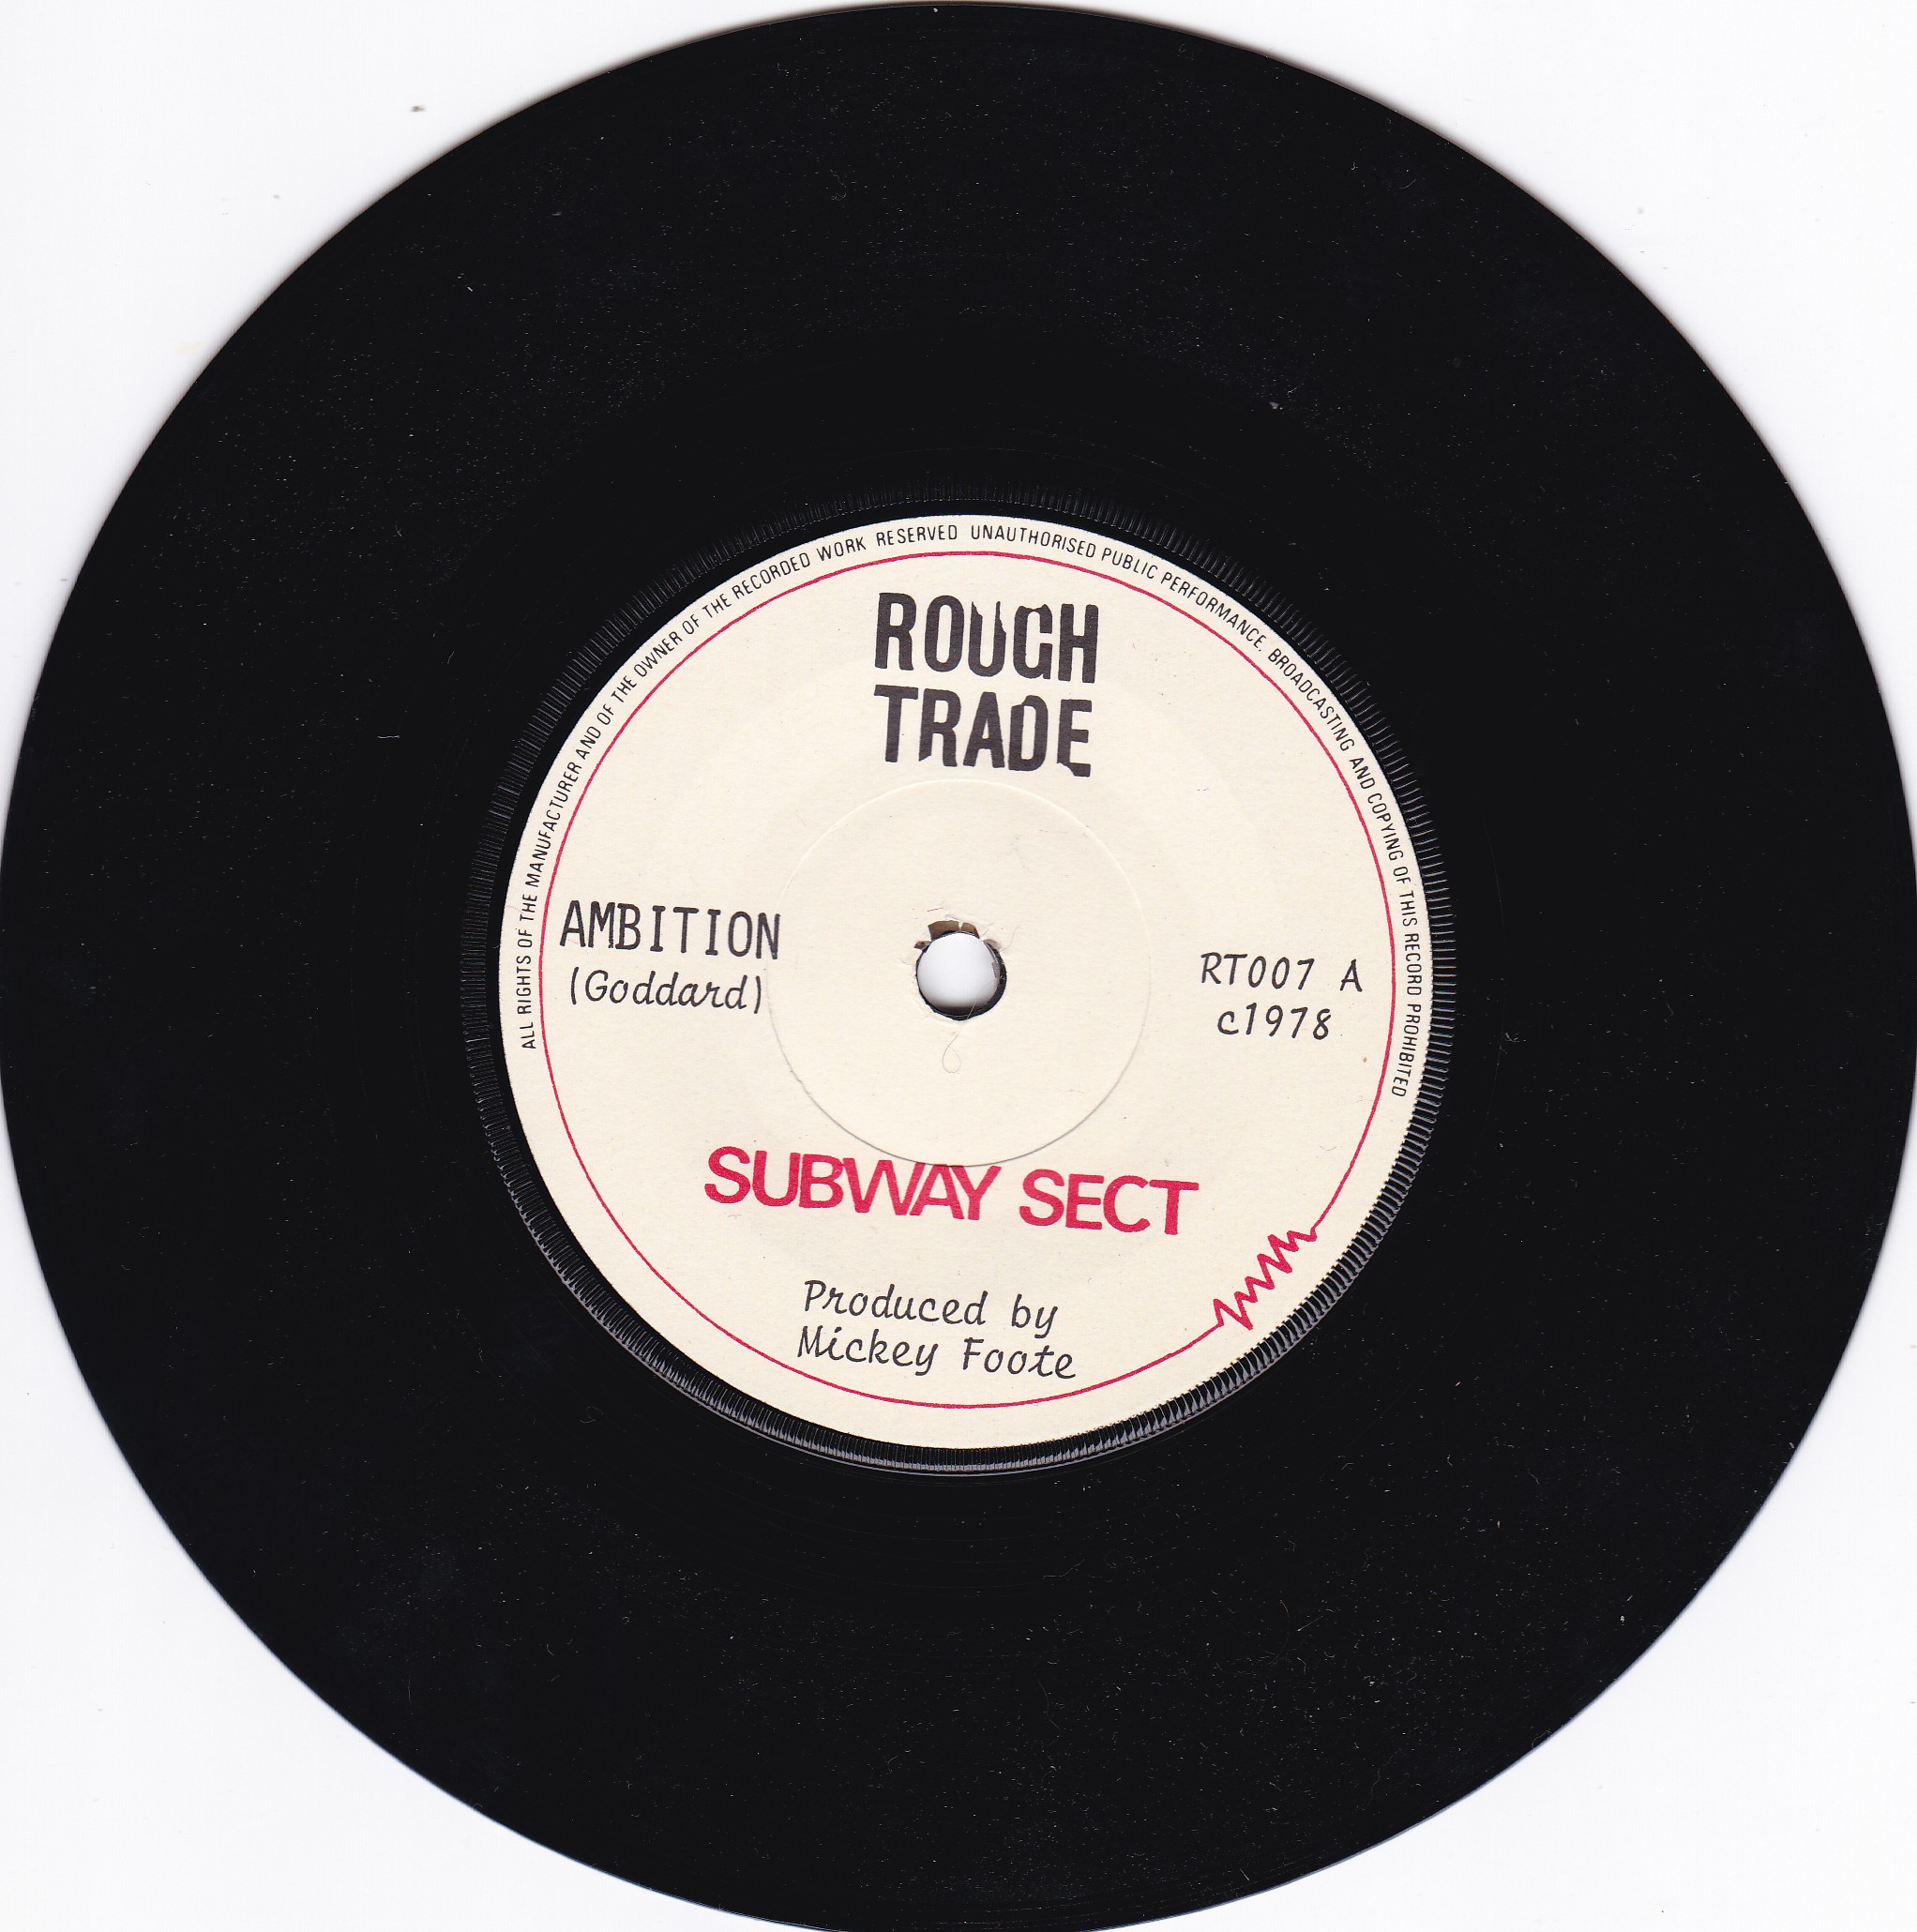 ALL RIGHTS OF THE MANUFACTURER AND OF THE OWNER OF THE RECORDED WORK RESERVED UNAUTHORISED PUBLIC PERFORMANCE, BROADCASTING AND COPYING OF THIS RECORD PROHIBITED
ROUGH
TRADE
AMBITION
(Goddard)
RT007 A
c1978
SUBWAY SECT
Produced by
Mickey Foote